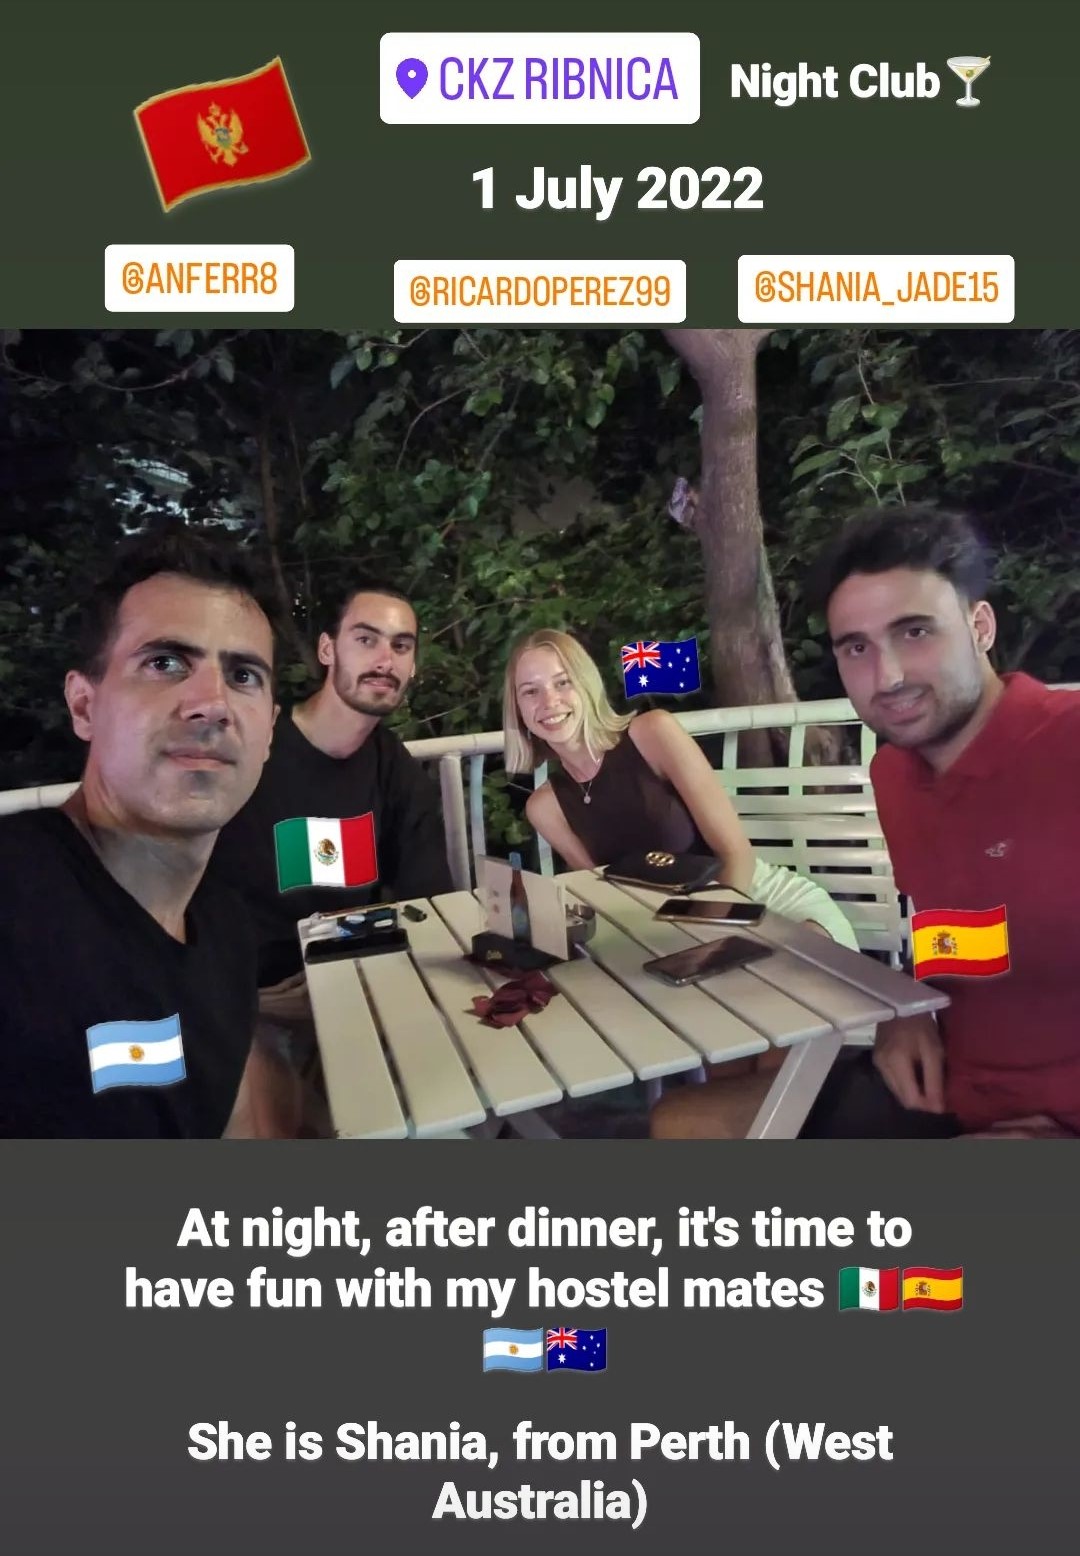 CKZ RIBNICA
Night Club🍸
1 July 2022
@ANFERR8
@RICARDOPEREZ99
@SHANIA_JADE15
At night, after dinner, it's time to
have fun with my hostel mates 🇲🇽🇪🇸
🇦🇷🇦🇺
She is Shania, from Perth (West
Australia)